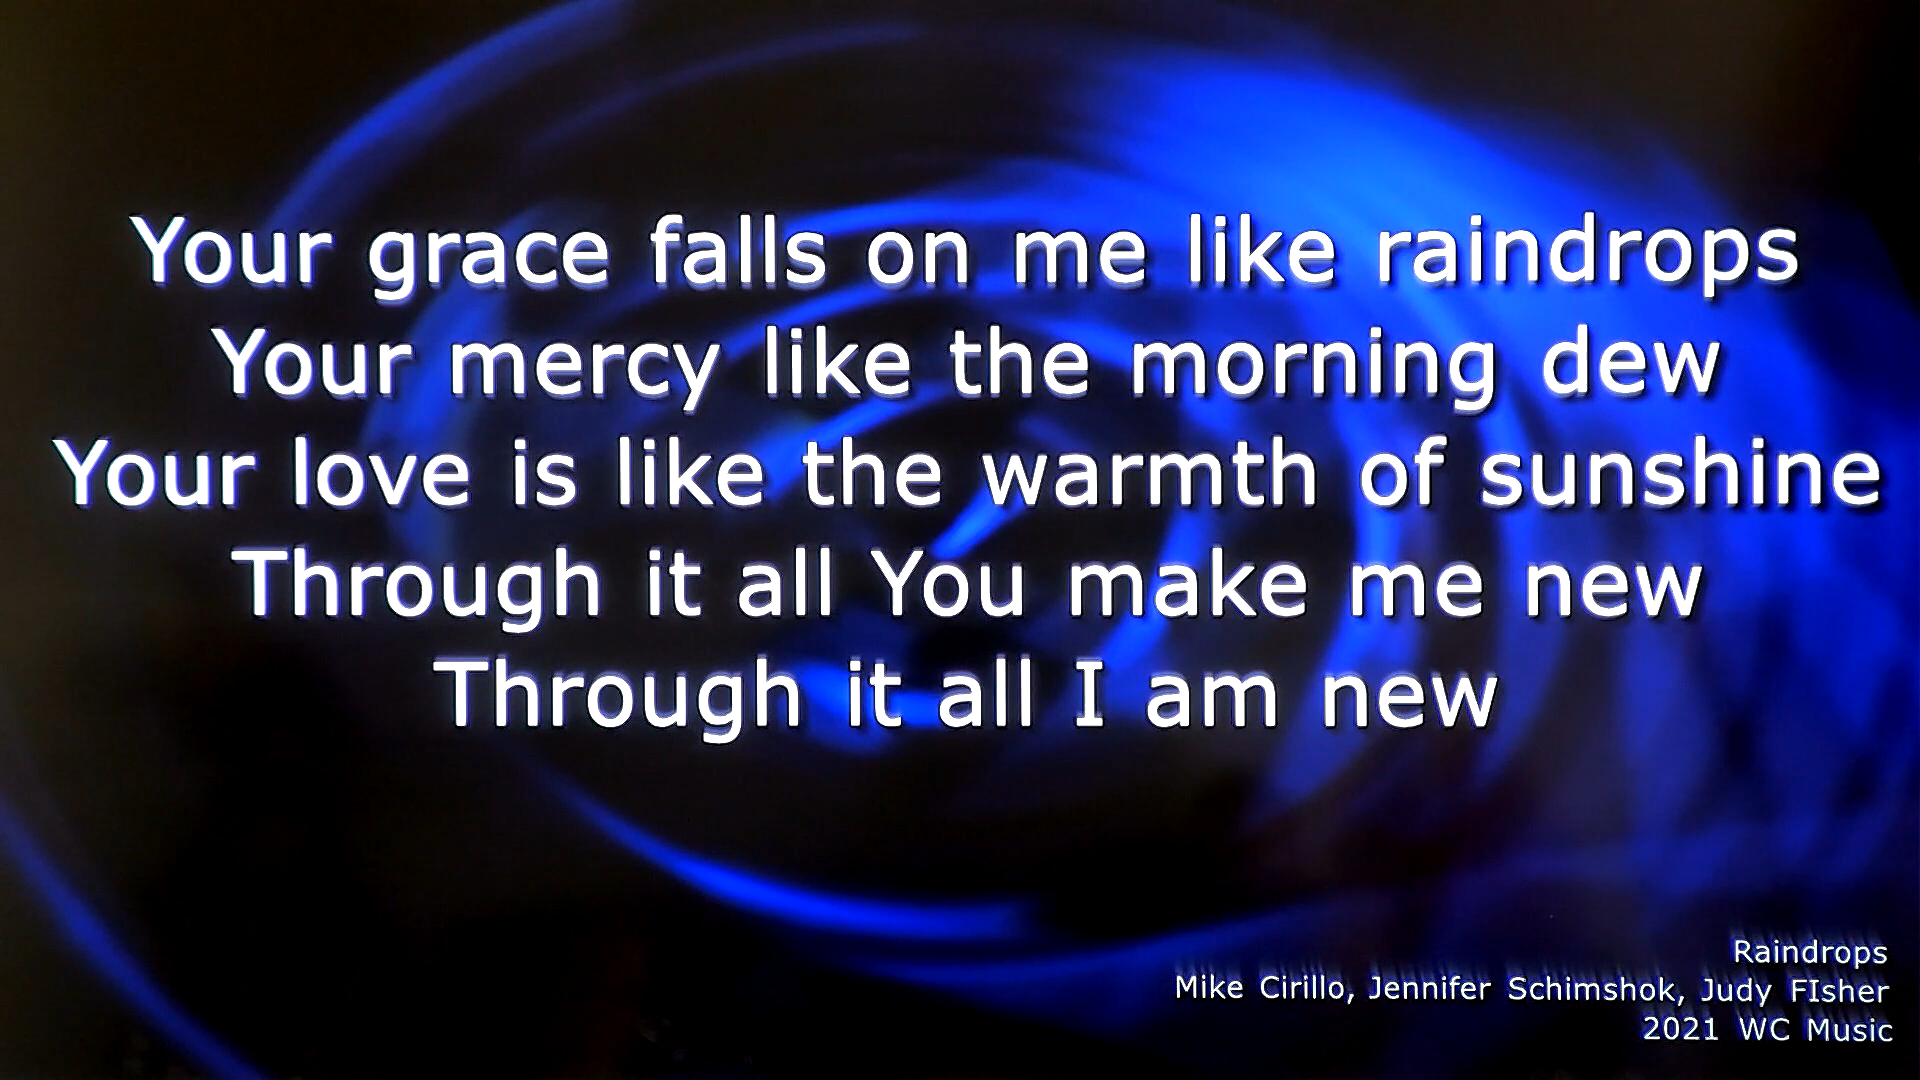 Your grace falls on me like raindrops
Your mercy like the morning dew
Your love is like the warmth of sunshine
Through it all You make me new
Through it all I am new
Raindrops
Mike Cirillo, Jennifer Schimshok, Judy FIsher
2021 WC Music